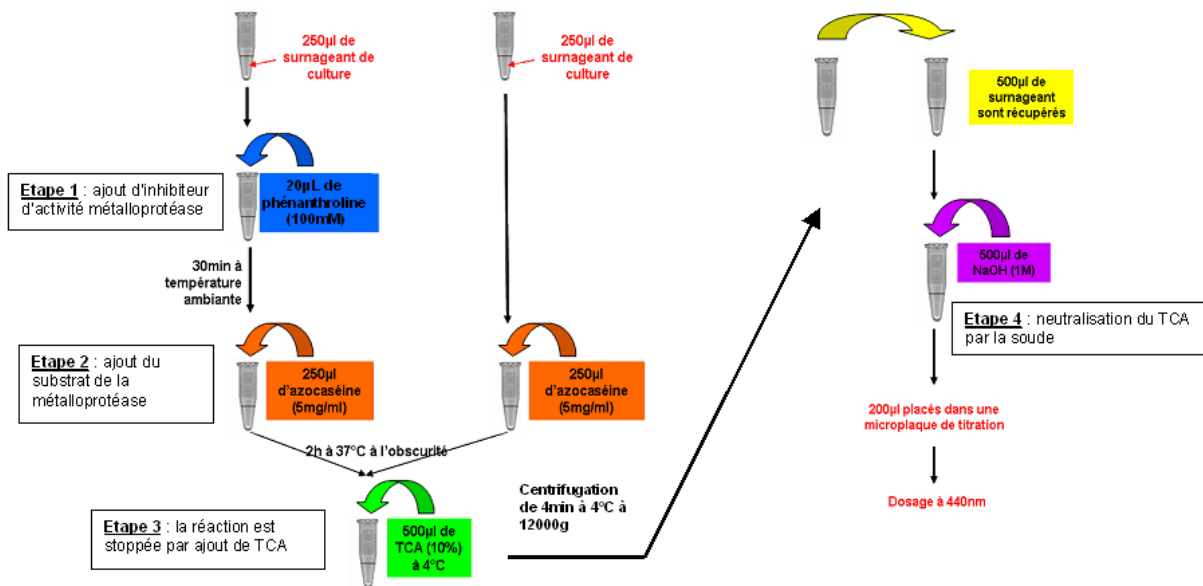 250µl de
surnageant de
culture
250µl de
surnageant de
culture
Etape 1 : ajout d'inhibiteur
d'activité métalloprotéase
20µL de
phénanthroline
(100mM)
30min à
température
ambiante
Etape 2 : ajout du
substrat de la
métalloprotéase
250µl
d'azocaséine
(5mg/ml)
250µl
d'azocaséine
(5mg/ml)
2h à 37°C à l'obscurité
Etape 3 : la réaction est
stoppée par ajout de TCA
500µl de
TCA (10%)
à 4°C
Centrifugation
de 4min à 4°C à
12000g
500µl de
surnageant
sont récupérés
500µl de
NaOH (1M)
Etape 4 : neutralisation du TCA
par la soude
200µl placés dans une
microplaque de titration
Dosage à 440nm